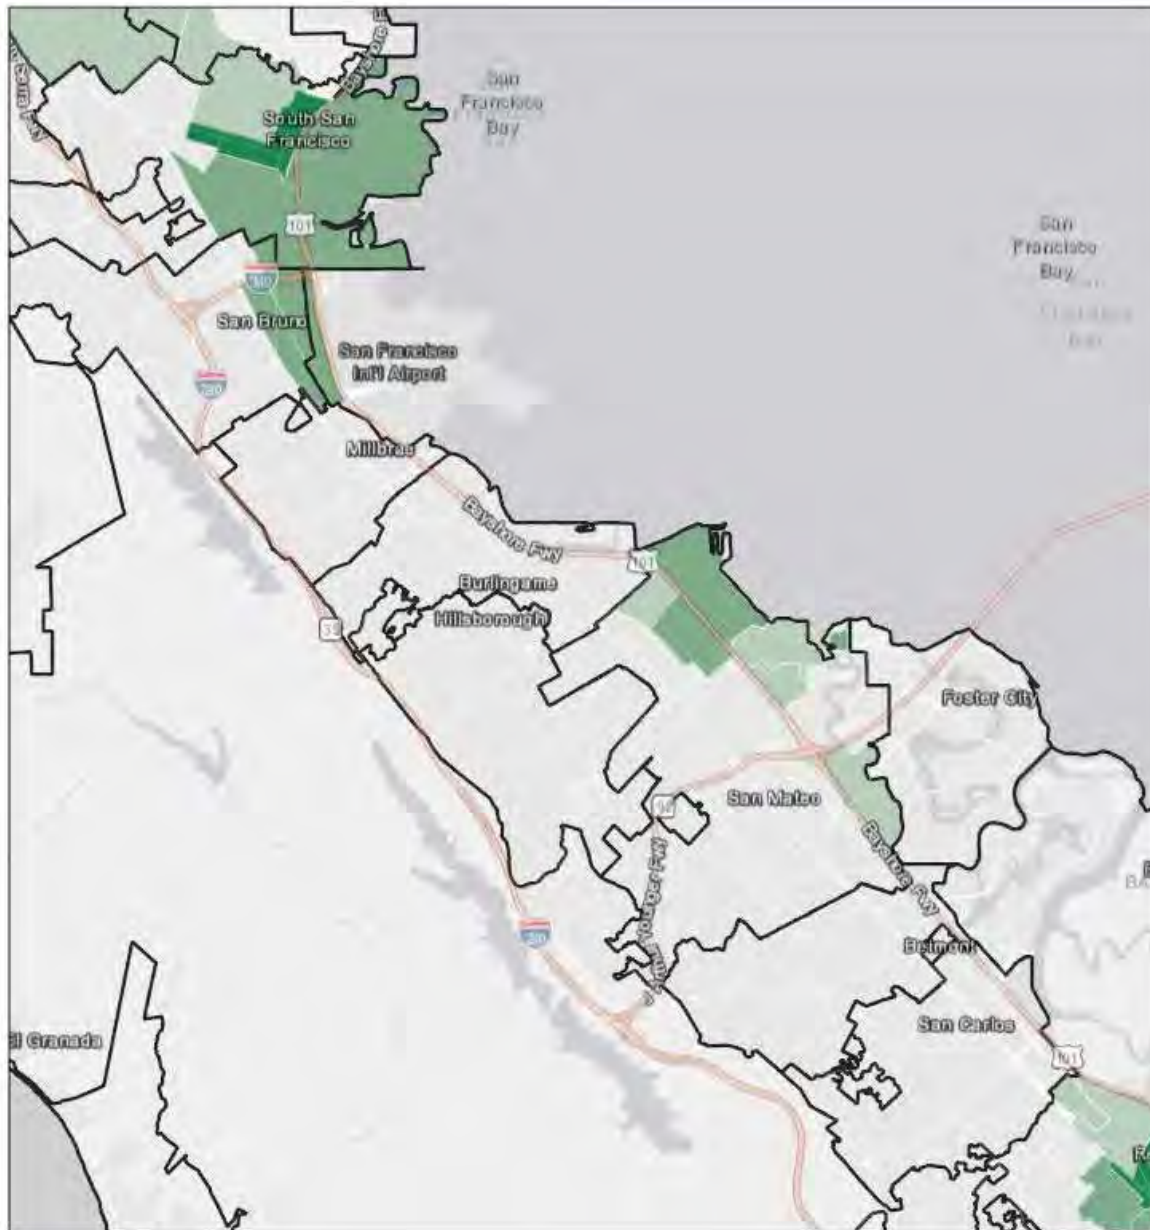 San
Francisco
Bay
South San
Francisco
101
San
Francisco
Bay
380
San Bruno
San Francisco
Int'l Airport
280
Millbrae
Bayshore Fwy
101
Burlingame
Hillsborough
35
Foster City
San Mateo
Bayshore Fwy
280
Belmont
San Carlos
El Granada
101